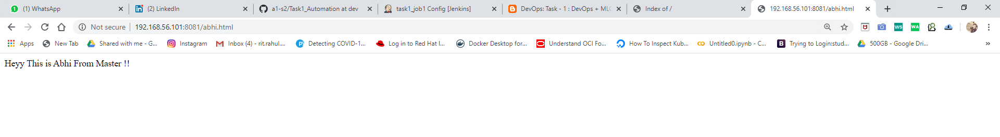 (1) WhatsApp
(2) LinkedIn
a1-s2/Task1_Automation at dev
task1_job1 Config [Jenkins]
DevOps: Task - 1 : DevOps + MLO
Index of /
192.168.56.101:8081/abhi.html
Not secure 192.168.56.101:8081/abhi.html
Apps New Tab Shared with me - G... Instagram Inbox (4) - rit.rahul.... Detecting COVID-1... Log in to Red Hat I... Docker Desktop for... Understand OCI Fo... How To Inspect Kub... Untitled0.ipynb - C... Trying to Login:stud... 500GB - Google Dri...
Heyy This is Abhi From Master !!